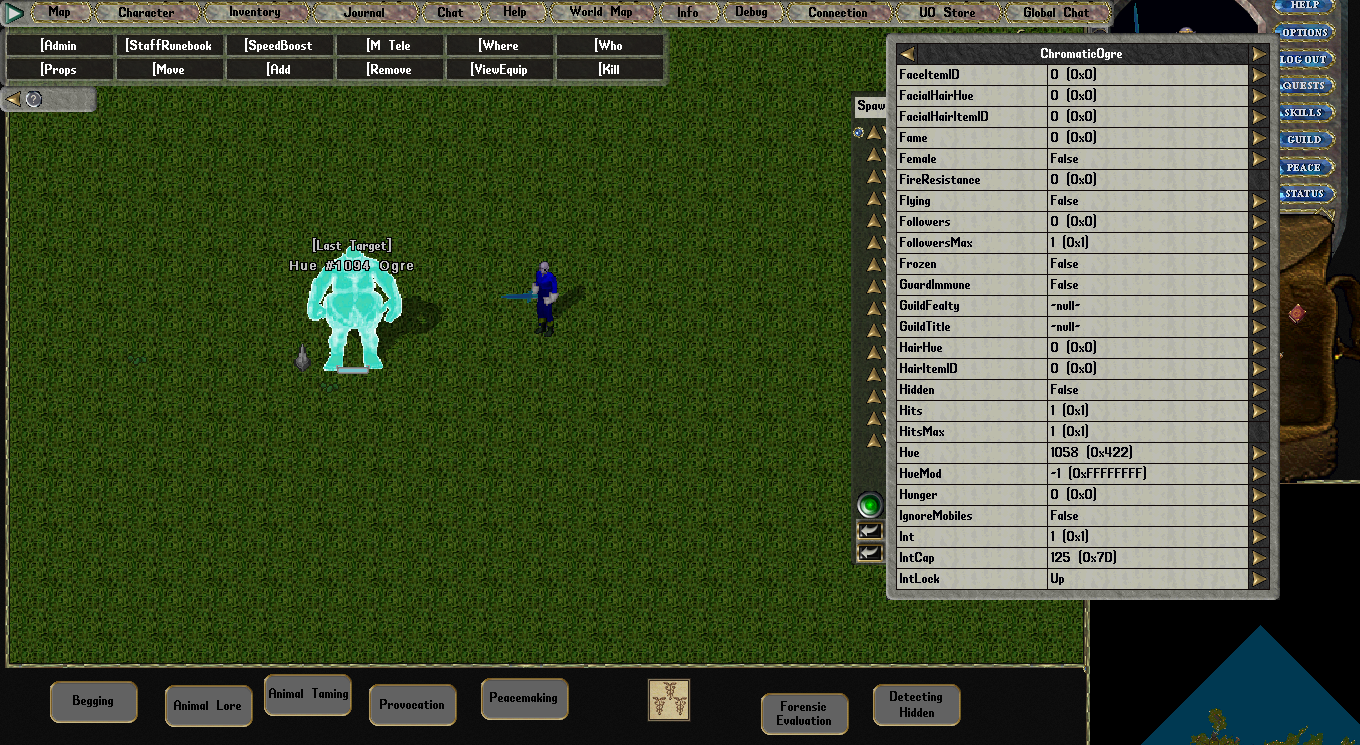 Map Character Inventory Journal Chat Help World Map Info Debug Connection UO Store Global Chat
[Admin [StaffRunebook [SpeedBoost [M Tele [Where [Who
[Props [Move [Add [Remove [ViewEquip [Kill
?
[Last Target]
Hue #1094 Ogre
Spaw
ChromaticOgre
FaceItemID 0 (0x0)
FacialHairHue 0 (0x0)
FacialHairItemID 0 (0x0)
Fame 0 (0x0)
Female False
FireResistance 0 (0x0)
Flying False
Followers 0 (0x0)
FollowersMax 1 (0x1)
Frozen False
GuardImmune False
GuildFealty -null-
GuildTitle -null-
HairHue 0 (0x0)
HairItemID 0 (0x0)
Hidden False
Hits 1 (0x1)
HitsMax 1 (0x1)
Hue 1058 (0x422)
HueMod -1 (0xFFFFFFFF)
Hunger 0 (0x0)
IgnoreMobiles False
Int 1 (0x1)
IntCap 125 (0x7D)
IntLock Up
HELP
OPTIONS
LOG OUT
QUESTS
SKILLS
GUILD
PEACE
STATUS
Begging
Animal Lore
Animal Taming
Provocation
Peacemaking
Forensic
Evaluation
Detecting
Hidden